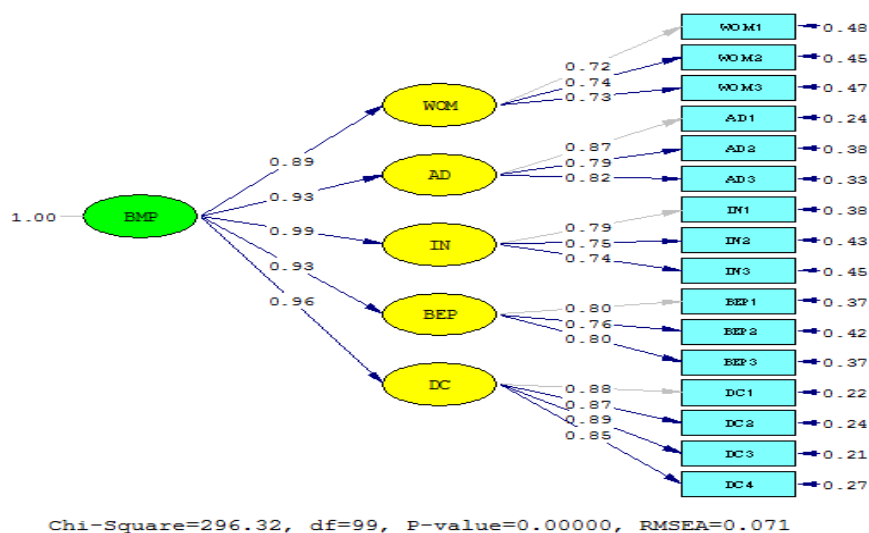 WOM1 0.48
0.72
WOM2 0.45
0.74
WOM3 0.47
0.73
WOM
AD1 0.24
0.87
AD2 0.38
0.79
AD3 0.33
0.82
0.89
AD
0.93
1.00 BMP
IN1 0.38
0.79
IN2 0.43
0.75
IN3 0.45
0.74
0.99
IN
0.93
BEP1 0.37
0.80
BEP2 0.42
0.76
BEP3 0.37
0.80
0.96
BEP
DC1 0.22
0.88
DC2 0.24
0.87
DC3 0.21
0.89
DC4 0.27
0.85
DC
Chi-Square=296.32, df=99, P-value=0.00000, RMSEA=0.071